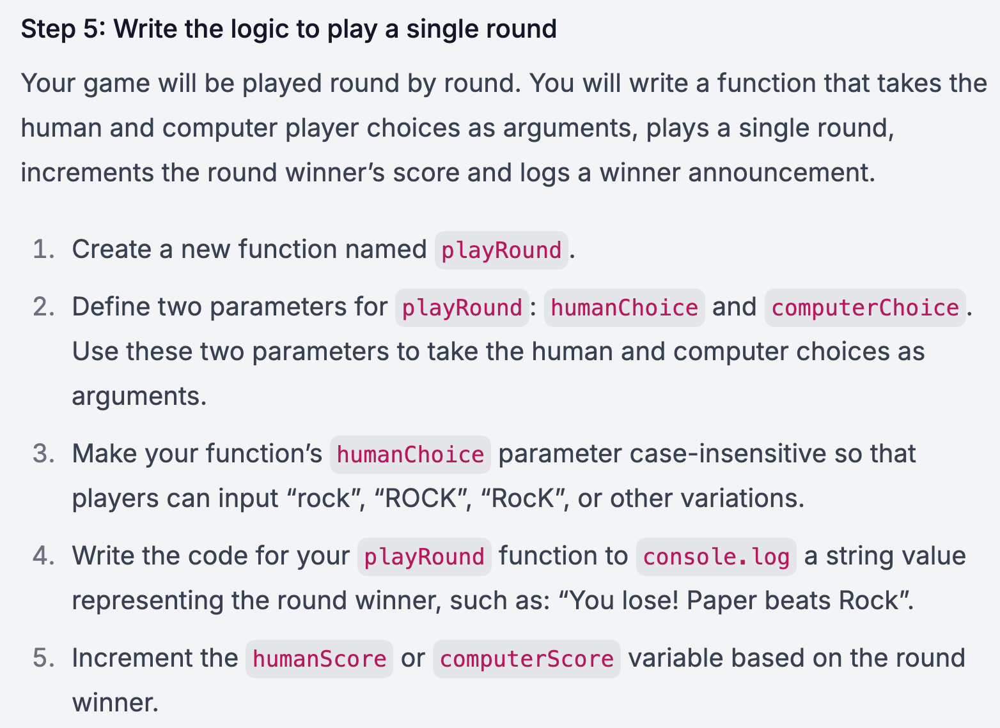 Step 5: Write the logic to play a single round
Your game will be played round by round. You will write a function that takes the
human and computer player choices as arguments, plays a single round,
increments the round winner’s score and logs a winner announcement.
1. Create a new function named playRound.
2. Define two parameters for playRound: humanChoice and computerChoice.
Use these two parameters to take the human and computer choices as
arguments.
3. Make your function’s humanChoice parameter case-insensitive so that
players can input “rock”, “ROCK”, “RocK”, or other variations.
4. Write the code for your playRound function to console.log a string value
representing the round winner, such as: “You lose! Paper beats Rock”.
5. Increment the humanScore or computerScore variable based on the round
winner.